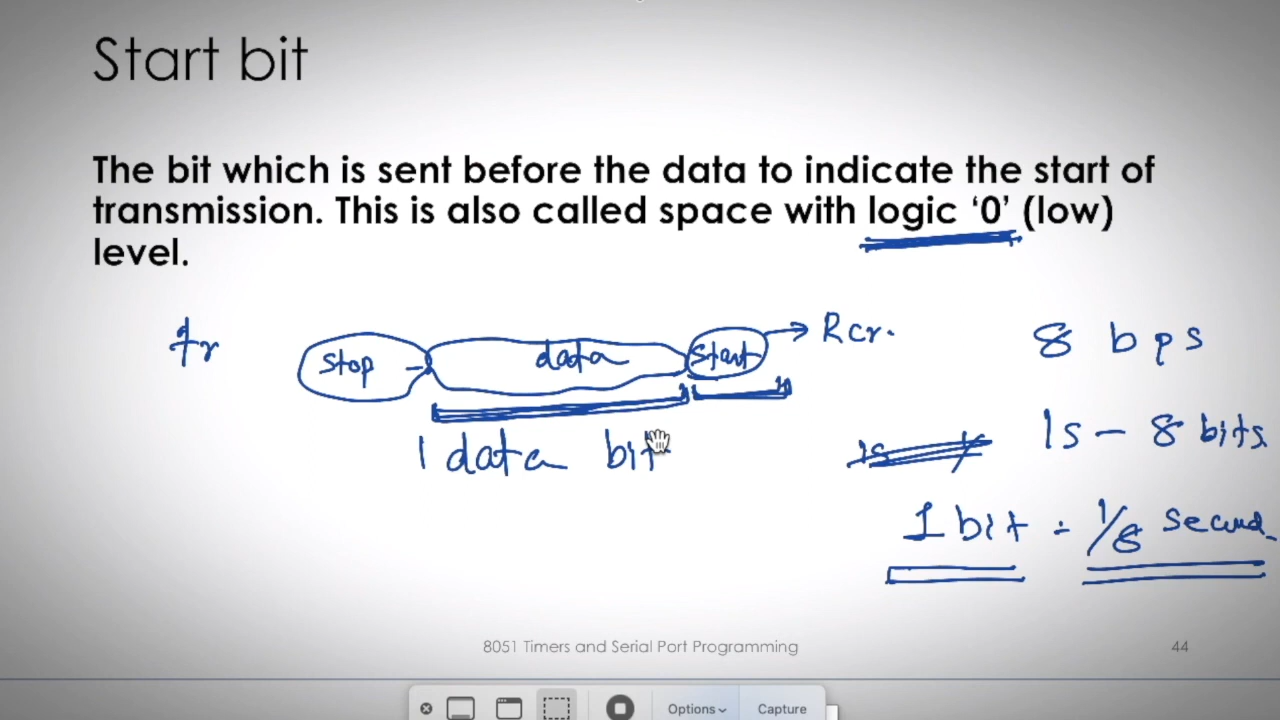 Start bit
The bit which is sent before the data to indicate the start of
transmission. This is also called space with logic ‘0’ (low)
level.
stop data start → Rcr.
8 bps
1 data bit
1s – 8 bits.
1 bit = 1/8 second
8051 Timers and Serial Port Programming
44
Options
Capture